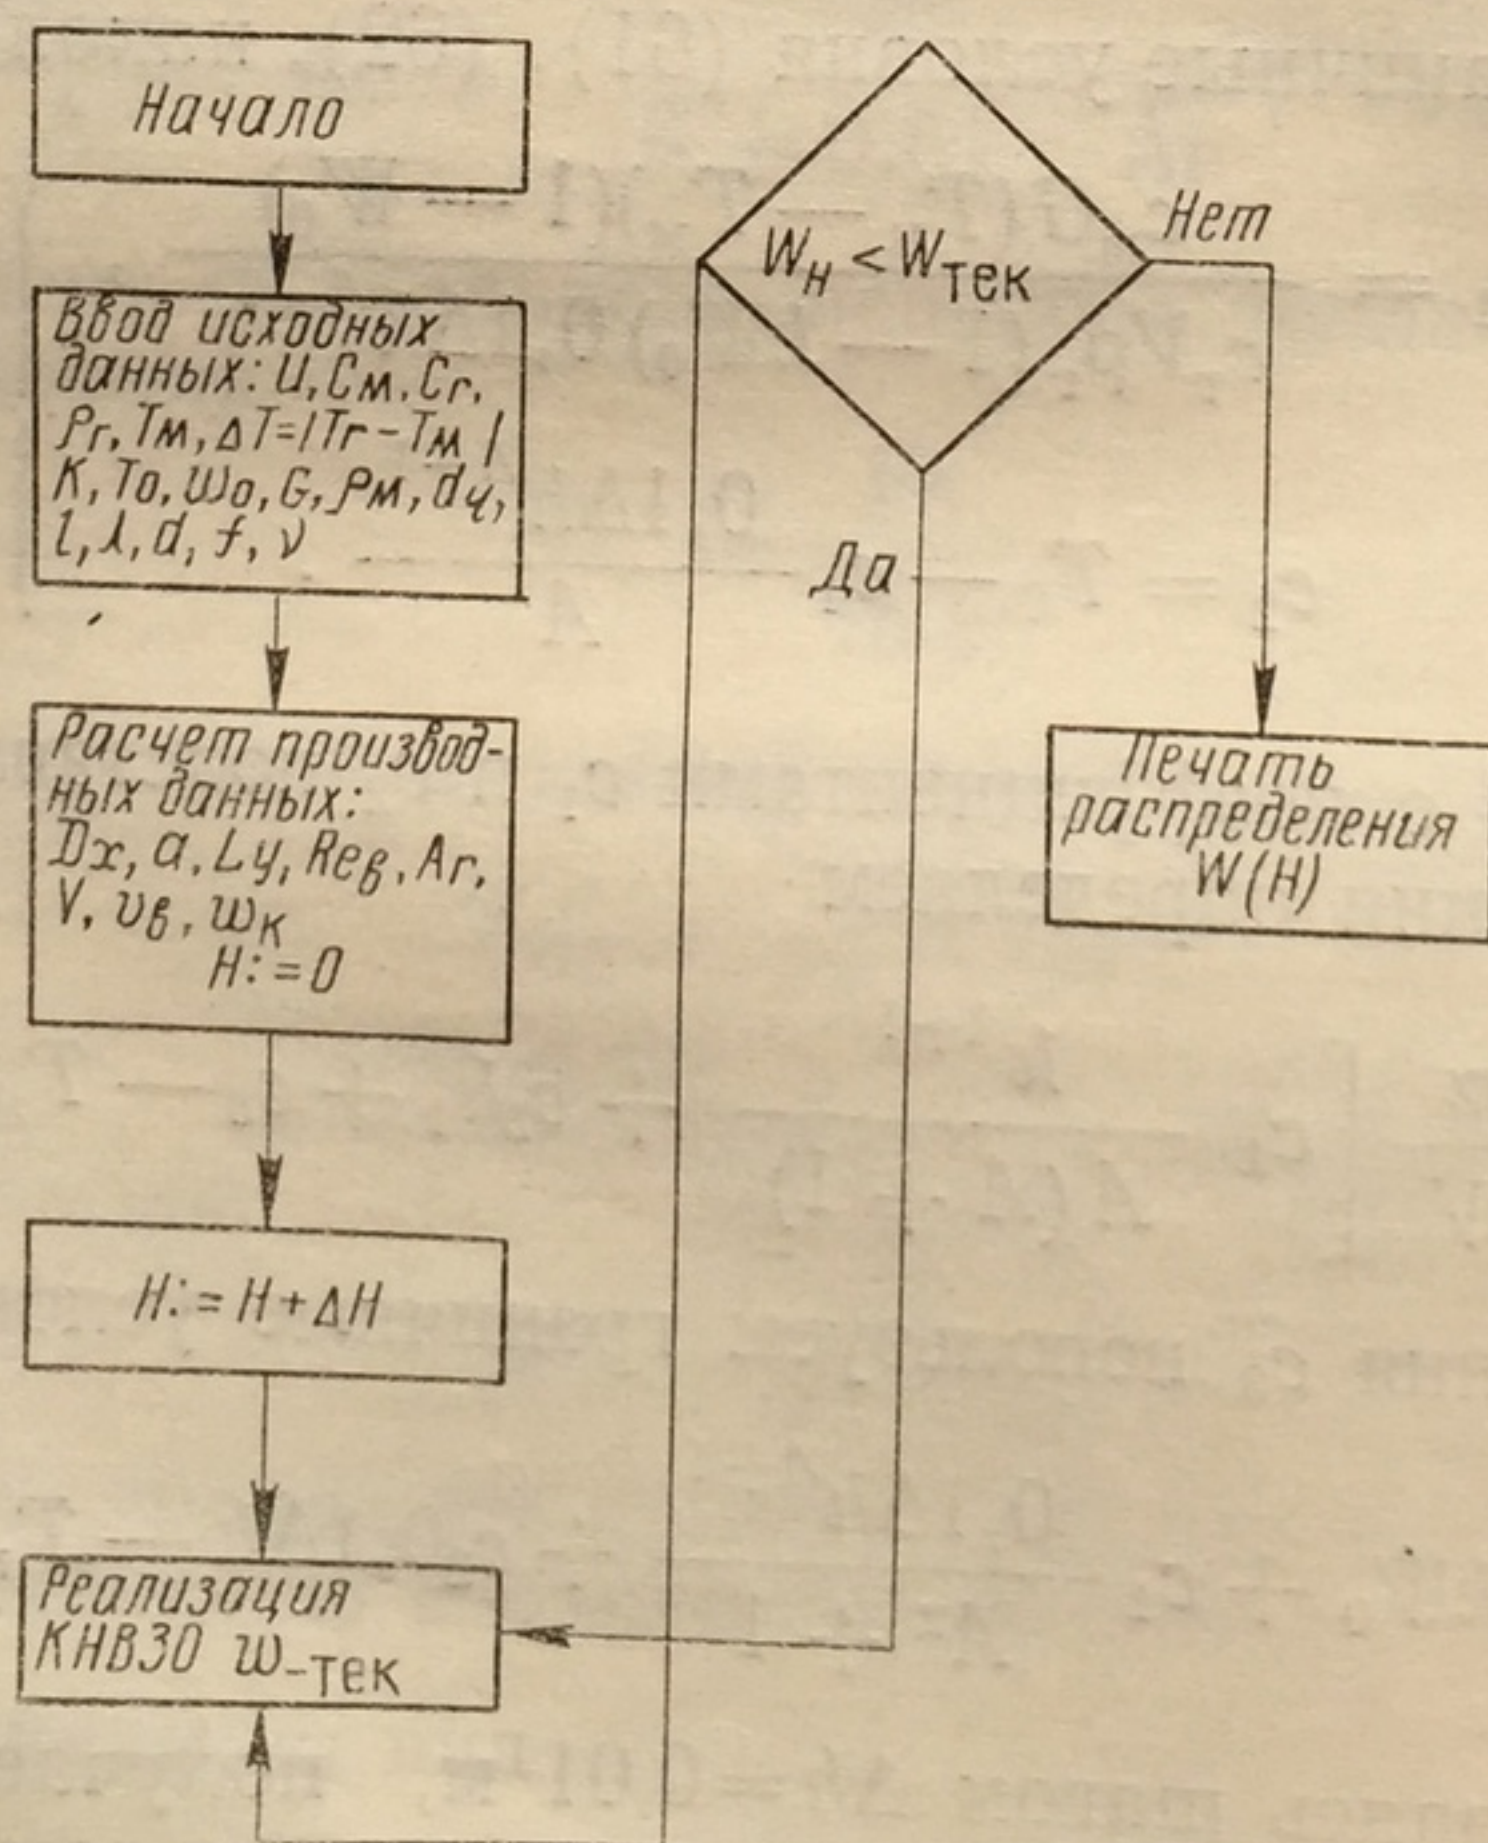 Начало
Ввод исходных
данных: U, Cм, Cг,
ρг, Tм, ΔT=|Tг-Tм|
K, To, ωo, G, ρм, dч,
l, λ, d, f, ν
Расчет производ-
ных данных:
Dx, a, Ly, Reв, Ar,
V, υв, ωк
H:=0
H:=H+ΔH
Реализация
КНВЗО ω-тек
Wн < Wтек
Нет
Да
Печать
распределения
W(H)